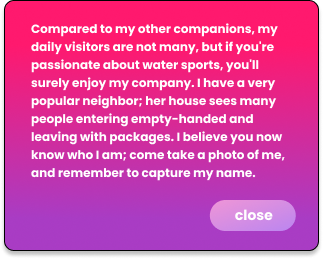 Compared to my other companions, my
daily visitors are not many, but if you're
passionate about water sports, you'll
surely enjoy my company. I have a very
popular neighbor; her house sees many
people entering empty-handed and
leaving with packages. I believe you now
know who I am; come take a photo of me,
and remember to capture my name.
close